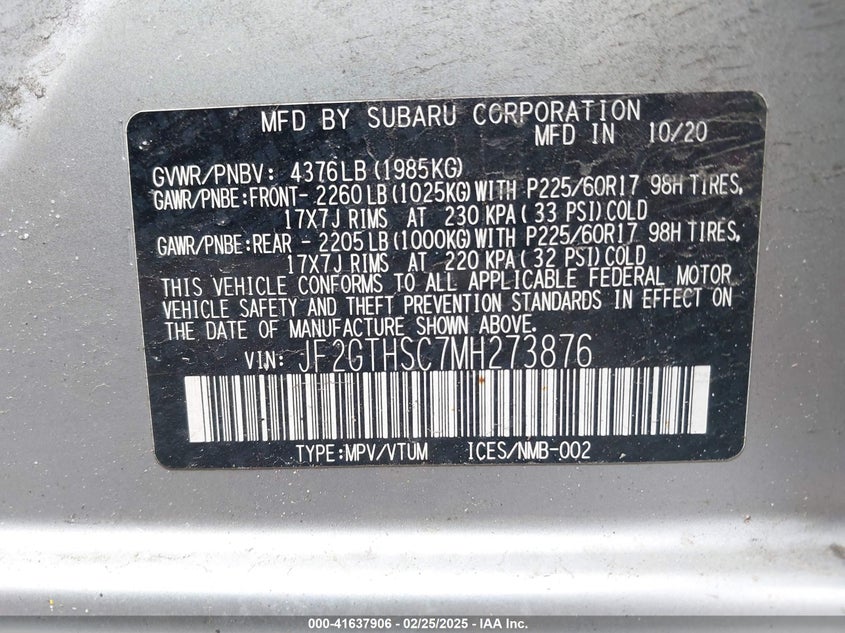 MFD BY SUBARU CORPORATION
MFD IN 10/20
GVWR/PNBV: 4376LB(1985KG)
GAWR/PNBE:FRONT- 2260LB(1025KG)WITH P225/60R17 98H TIRES,
17X7J RIMS AT 230 KPA(33 PSI)COLD
GAWR/PNBE:REAR - 2205LB(1000KG)WITH P225/60R17 98H TIRES,
17X7J RIMS AT 220 KPA(32 PSI)COLD
THIS VEHICLE CONFORMS TO ALL APPLICABLE FEDERAL MOTOR
VEHICLE SAFETY AND THEFT PREVENTION STANDARDS IN EFFECT ON
THE DATE OF MANUFACTURE SHOWN ABOVE.
VIN: JF2GTHSC7MH273876
TYPE:MPV/VTUM ICES/NMB-002
000-41637906 - 02/25/2025 - IAA Inc.